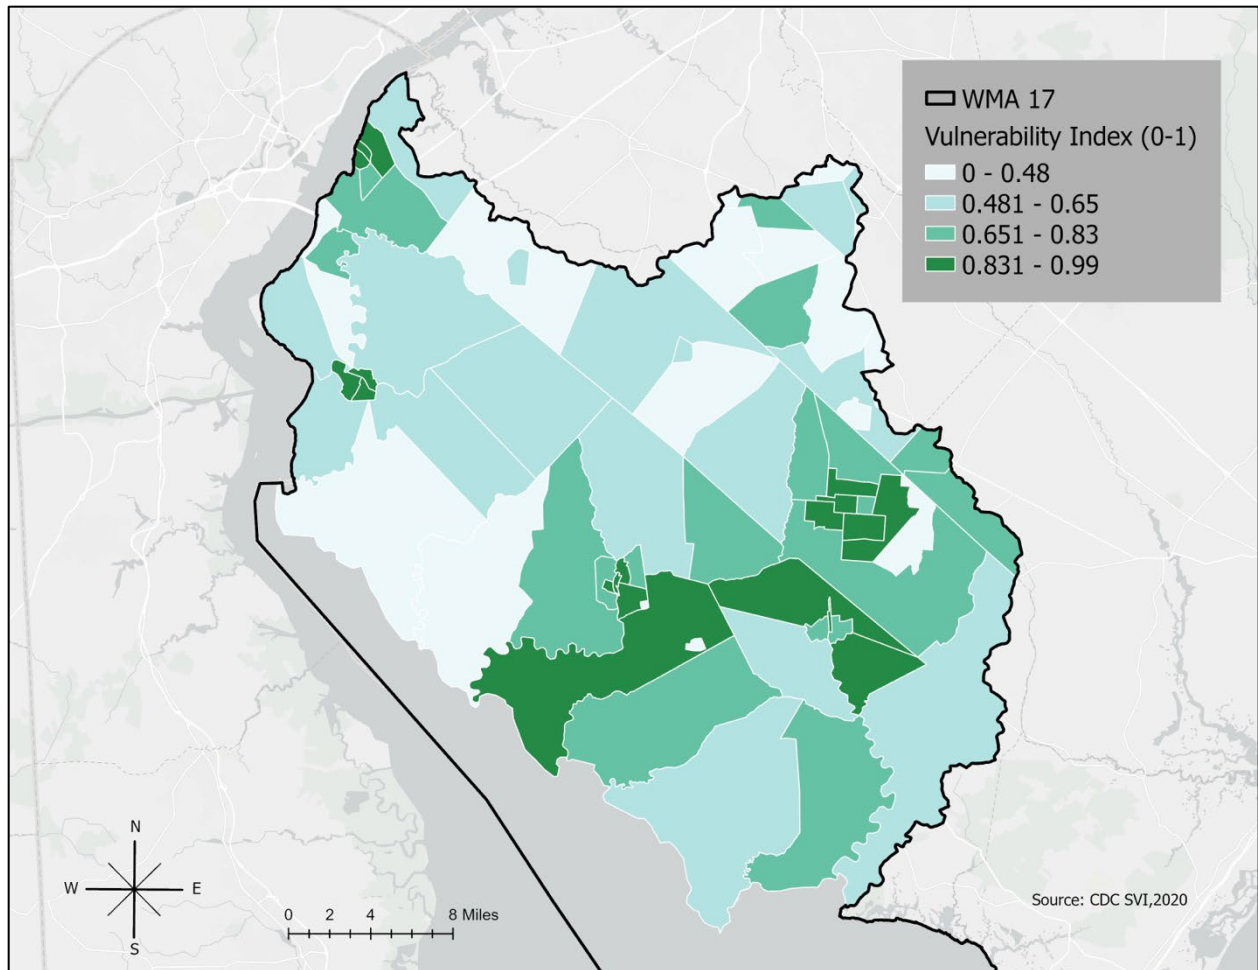 WMA 17
Vulnerability Index (0-1)
0 - 0.48
0.481 - 0.65
0.651 - 0.83
0.831 - 0.99
N
W E
S
0 2 4 8 Miles
Source: CDC SVI,2020